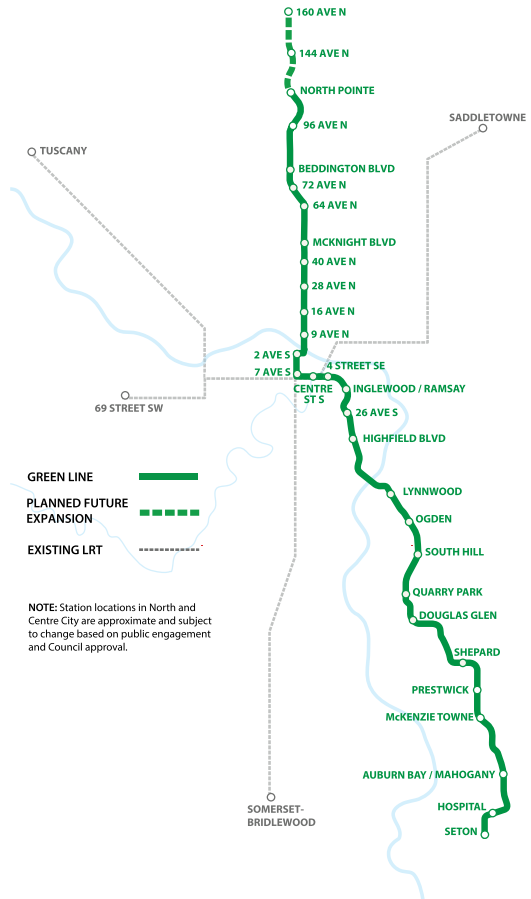 160 AVE N
144 AVE N
NORTH POINTE
SADDLETOWNE
96 AVE N
TUSCANY
BEDDINGTON BLVD
72 AVE N
64 AVE N
MCKNIGHT BLVD
40 AVE N
28 AVE N
16 AVE N
9 AVE N
2 AVE S
4 STREET SE
7 AVE S
CENTRE
ST S
INGLEWOOD / RAMSAY
69 STREET SW
26 AVE S
HIGHFIELD BLVD
GREEN LINE
LYNNWOOD
PLANNED FUTURE
EXPANSION
OGDEN
EXISTING LRT
SOUTH HILL
QUARRY PARK
NOTE: Station locations in North and
Centre City are approximate and subject
to change based on public engagement
and Council approval.
DOUGLAS GLEN
SHEPARD
PRESTWICK
McKENZIE TOWNE
AUBURN BAY / MAHOGANY
HOSPITAL
SOMERSET-
BRIDLEWOOD
SETON